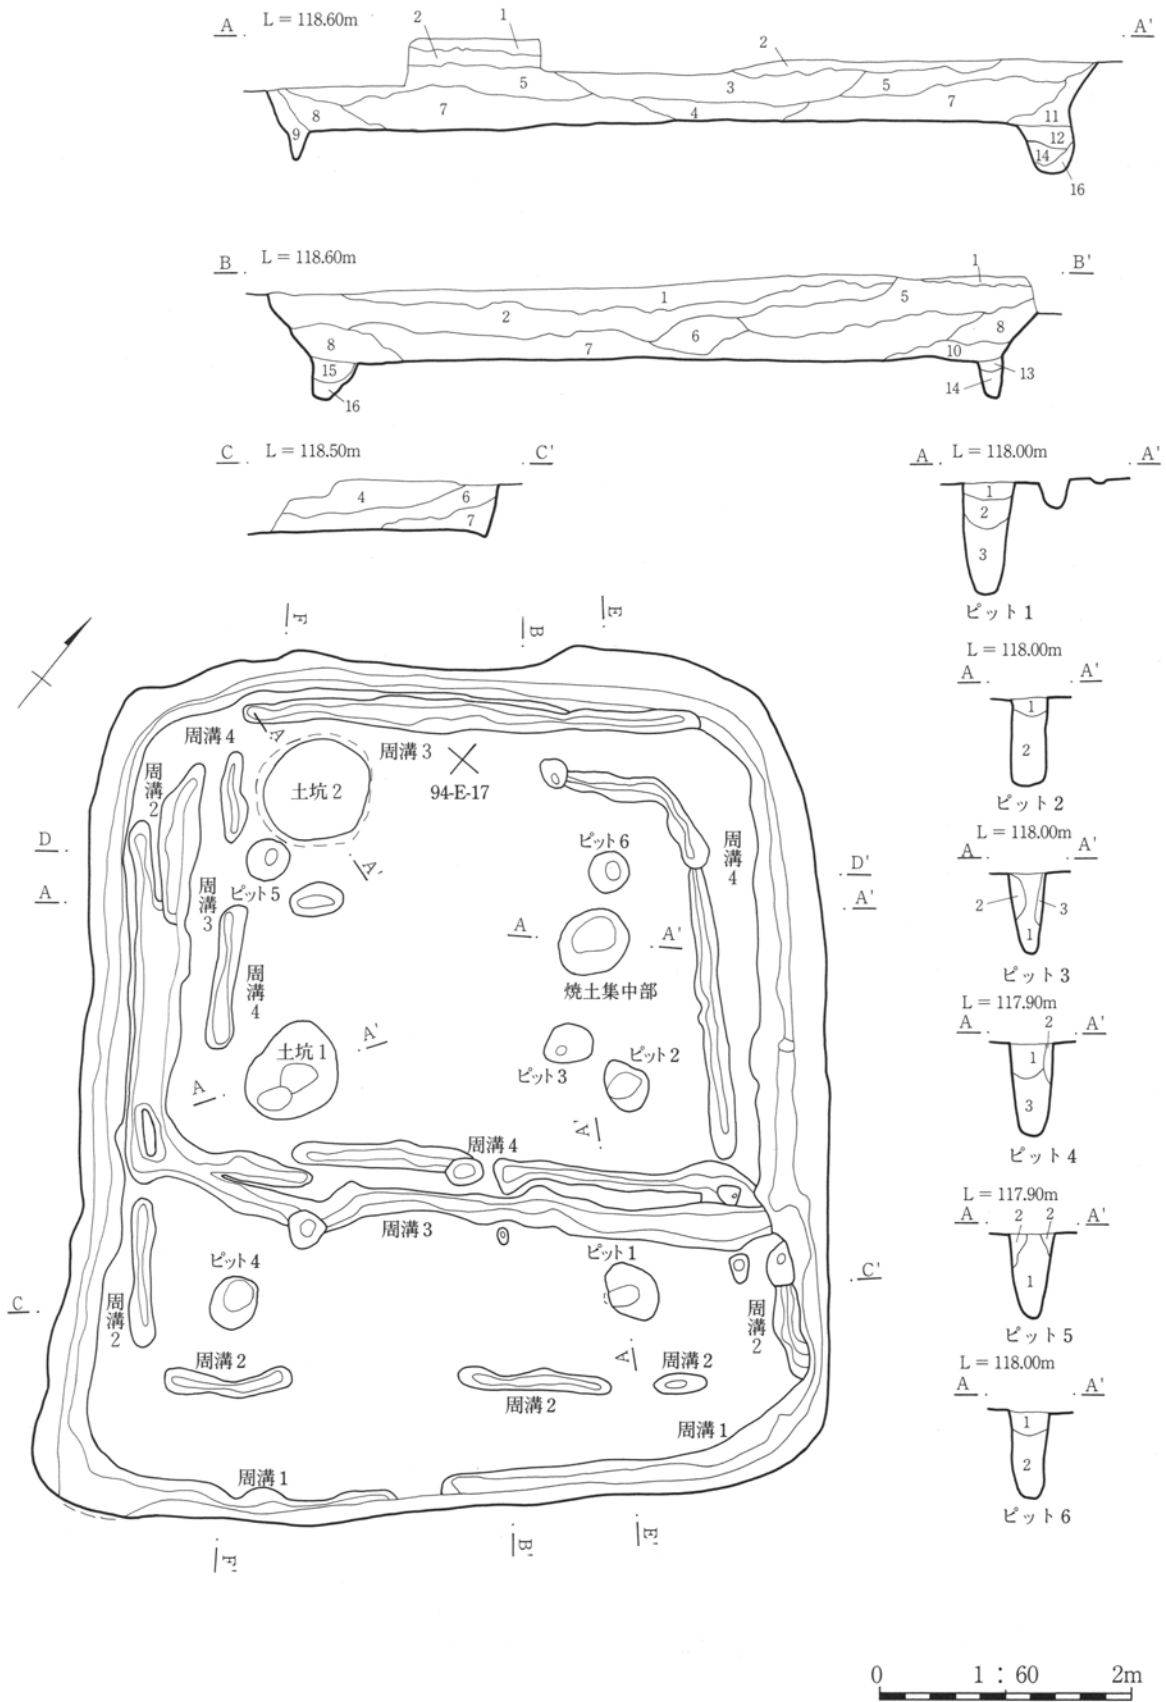 A L = 118.60m A'
2 1 2
5 3 5
7 4 7
8 9 11 12 14 16
B L = 118.60m B'
1 1
2 5
6 8
8 7 10
15 13
16 14
C L = 118.50m C'
4 6
7
A L = 118.00m A'
1
2
3
ピット1
L = 118.00m
A A'
1
2
ピット2
L = 118.00m
A A'
2 3
1
ピット3
L = 117.90m
A 2 A'
1
3
ピット4
L = 117.90m
A 2 2 A'
1
ピット5
L = 118.00m
A A'
1
2
ピット6
F B E
周溝4
A
周溝3
94-E-17
土坑2
周溝2
D D'
A A'
ピット5
A'
周溝3
ピット6
周溝4
A A'
焼土集中部
周溝4
土坑1
A A'
ピット3
ピット2
A'
周溝4
周溝3
ピット4
ピット1
C C'
周溝2
周溝2
周溝2
A
周溝2
周溝2
周溝1
周溝1
F' B' E'
0 1:60 2m